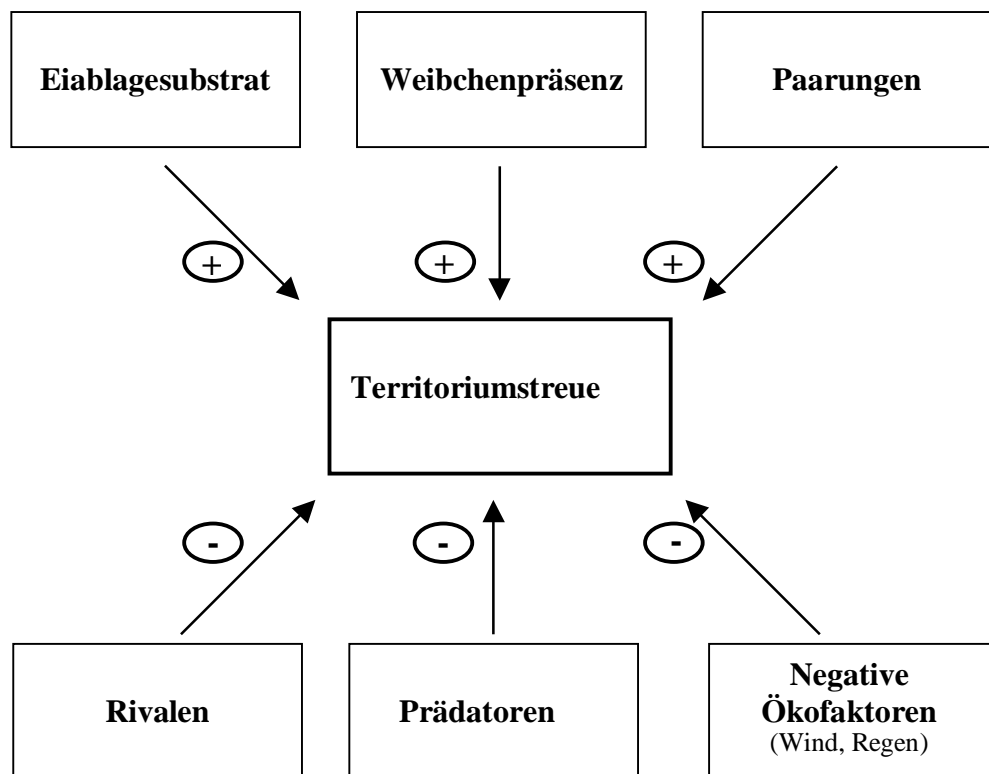 Eiablagesubstrat
Weibchenpräsenz
Paarungen
+
+
+
Territoriumstreue
-
-
-
Rivalen
Prädatoren
Negative
Ökofaktoren
(Wind, Regen)